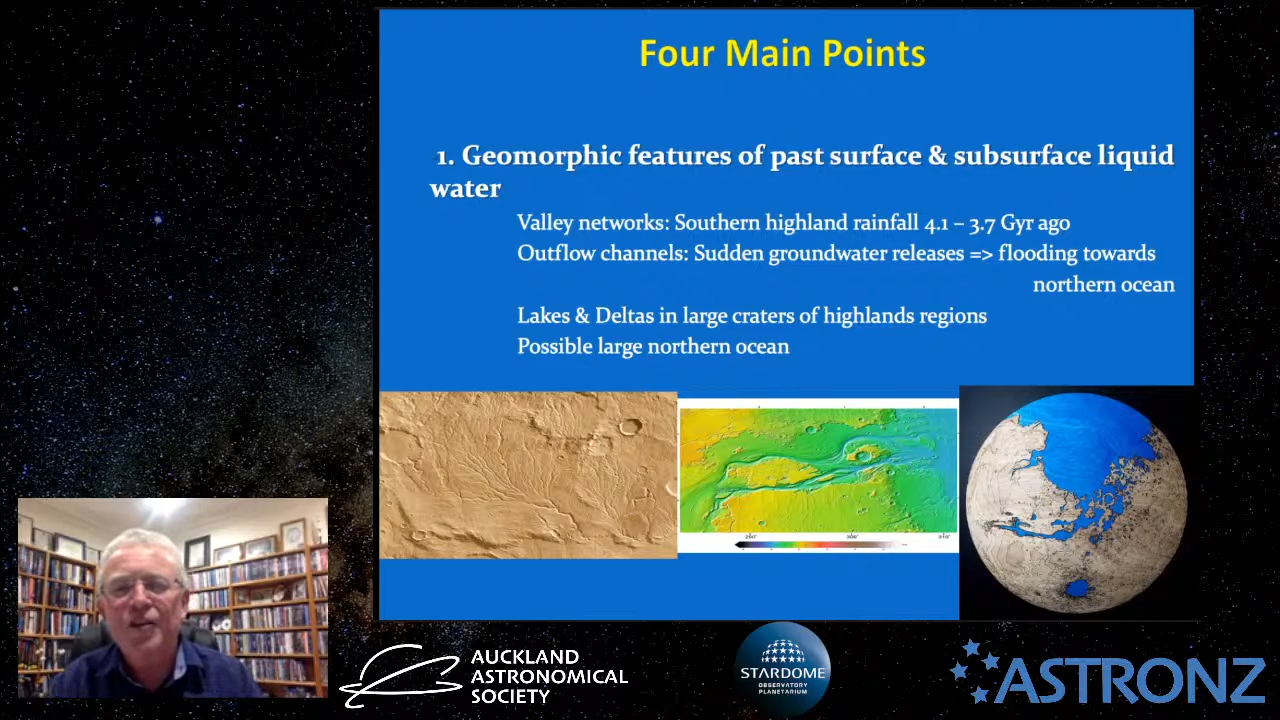 Four Main Points
1. Geomorphic features of past surface & subsurface liquid
water
Valley networks: Southern highland rainfall 4.1 – 3.7 Gyr ago
Outflow channels: Sudden groundwater releases => flooding towards
northern ocean
Lakes & Deltas in large craters of highlands regions
Possible large northern ocean
AUCKLAND
ASTRONOMICAL
SOCIETY
STARDOME
OBSERVATORY
PLANETARIUM
ASTRONZ